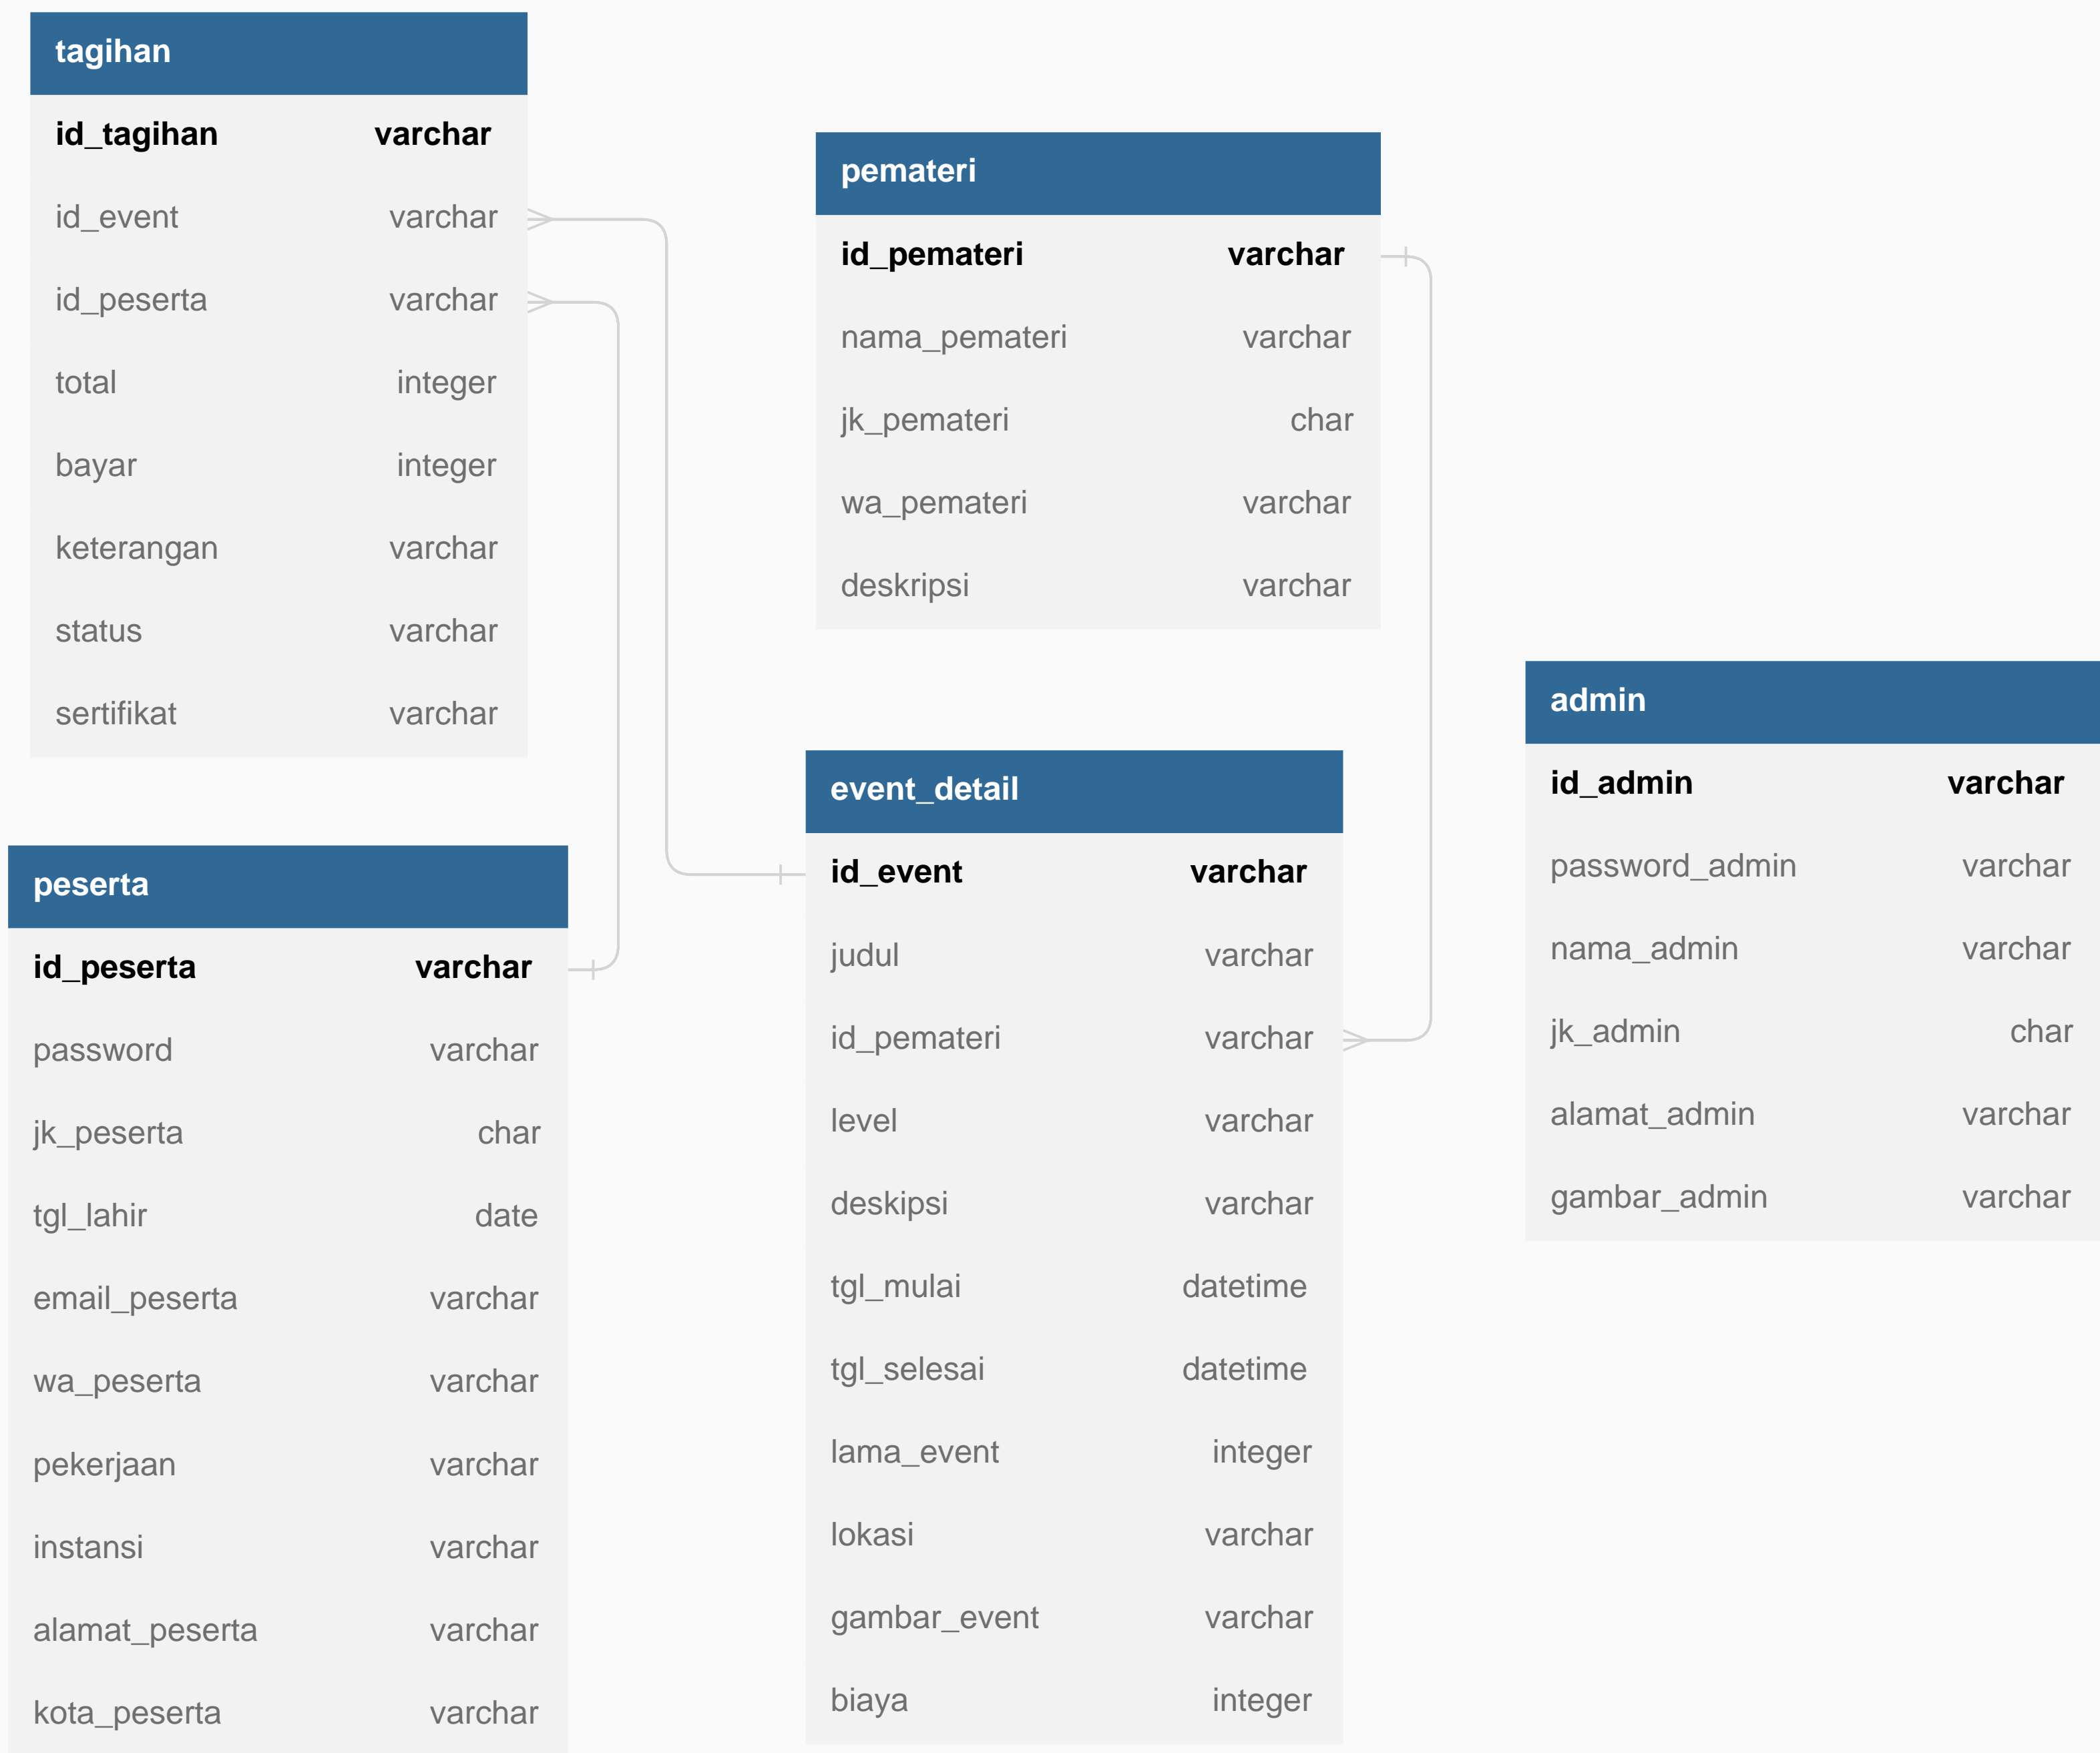 tagihan
id_tagihan varchar
id_event varchar
id_peserta varchar
total integer
bayar integer
keterangan varchar
status varchar
sertifikat varchar
pemateri
id_pemateri varchar
nama_pemateri varchar
jk_pemateri char
wa_pemateri varchar
deskripsi varchar
admin
id_admin varchar
password_admin varchar
nama_admin varchar
jk_admin char
alamat_admin varchar
gambar_admin varchar
peserta
id_peserta varchar
password varchar
jk_peserta char
tgl_lahir date
email_peserta varchar
wa_peserta varchar
pekerjaan varchar
instansi varchar
alamat_peserta varchar
kota_peserta varchar
event_detail
id_event varchar
judul varchar
id_pemateri varchar
level varchar
deskipsi varchar
tgl_mulai datetime
tgl_selesai datetime
lama_event integer
lokasi varchar
gambar_event varchar
biaya integer